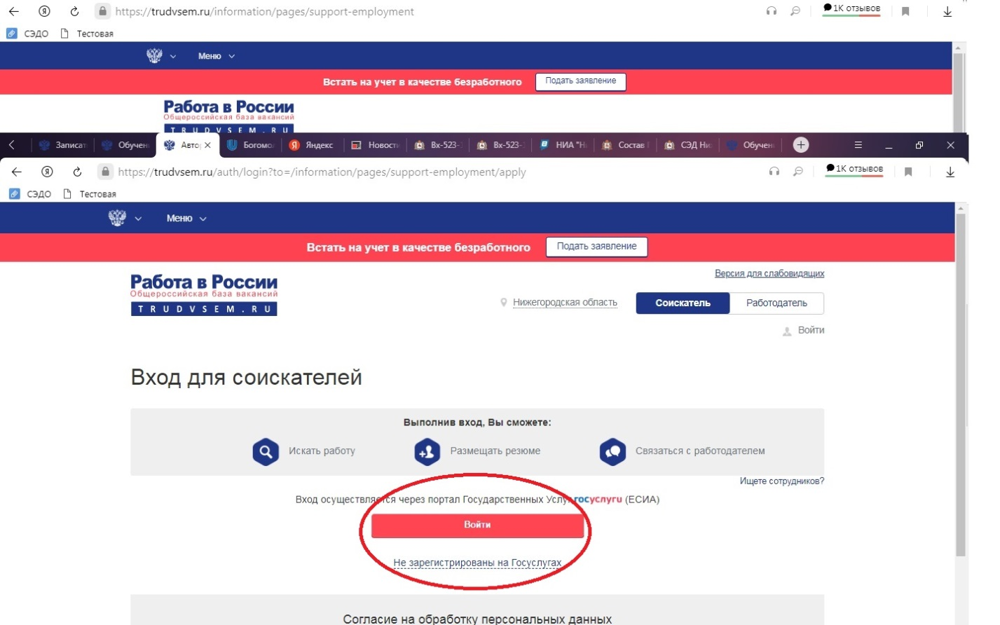 https://trudvsem.ru/information/pages/support-employment
1K отзывов
СЭДО
Тестовая
Меню
Встать на учет в качестве безработного
Подать заявление
Работа в России
Общероссийская база вакансий
TRUDVSEM.RU
Записат
Обучен
Авто
Богомо
Яндекс
Новост
Вх-523-
Вх-523-
НИА "Н
Состав
СЭД Ни
Обучен
https://trudvsem.ru/auth/login?to=/information/pages/support-employment/apply
1K отзывов
СЭДО
Тестовая
Меню
Встать на учет в качестве безработного
Подать заявление
Версия для слабовидящих
Работа в России
Общероссийская база вакансий
TRUDVSEM.RU
Нижегородская область
Соискатель
Работодатель
Войти
Вход для соискателей
Выполнив вход, Вы сможете:
Искать работу
Размещать резюме
Связаться с работодателем
Ищете сотрудников?
Вход осуществляется через портал Государственных Услуг госуслуги (ЕСИА)
Войти
Не зарегистрированы на Госуслугах
Согласие на обработку персональных данных